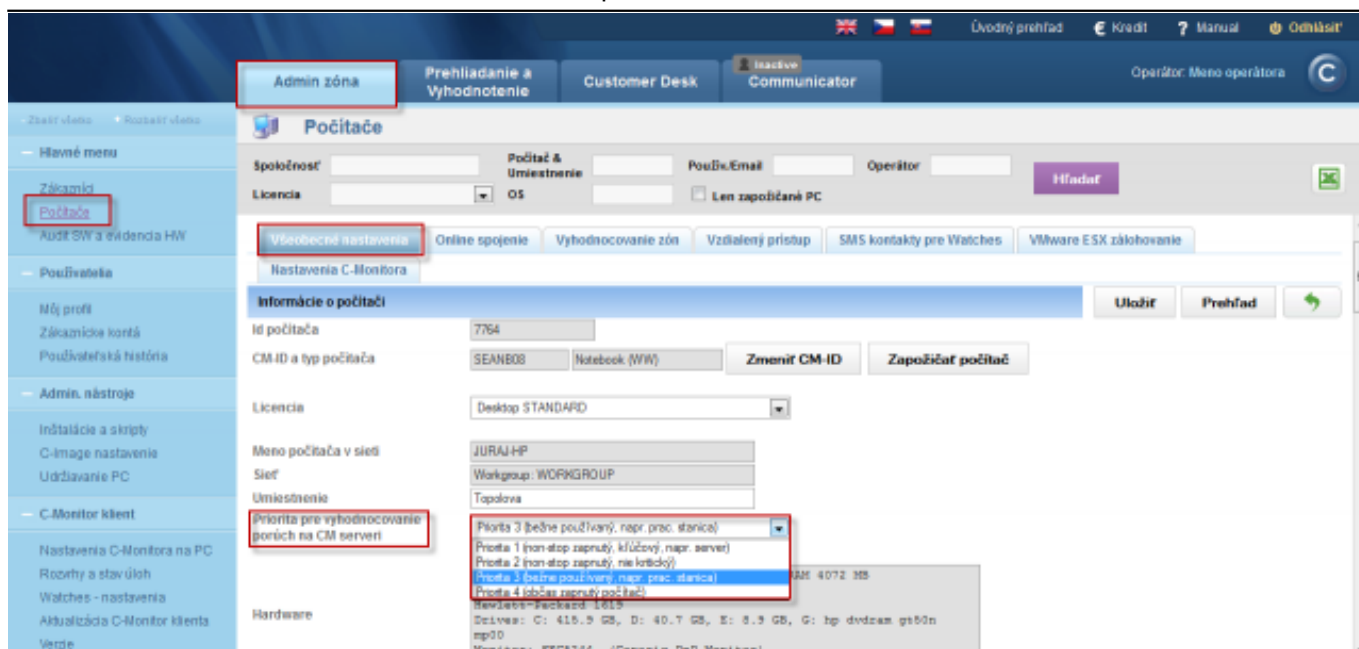 Úvodný prehľad € Kredit ? Manual Odhlásiť
Admin zóna
Prehliadanie a Vyhodnotenie
Customer Desk
Inactive
Communicator
Operátor: Meno operátora
Zbaliť všetko Rozbaliť všetko
Počítače
Hlavné menu
Zákazníci
Počítače
Audit SW a evidencia HW
Používatelia
Môj profil
Zákaznícke kontá
Používateľská história
Admin. nástroje
Inštalácie a skripty
C-Image nastavenie
Udržiavanie PC
C-Monitor klient
Nastavenia C-Monitora na PC
Rozvrhy a stav úloh
Watches - nastavenia
Aktualizácia C-Monitor klienta
Verzie
Spoločnosť Počítač & Umiestnenie Použív./Email Operátor
Hľadať
Licencia OS Len zapožičané PC
Všeobecné nastavenia Online spojenie Vyhodnocovanie zón Vzdialený prístup SMS kontakty pre Watches VMware ESX zálohovanie
Nastavenia C-Monitora
Informácie o počítači Uložiť Prehľad
Id počítača 7764
CM-ID a typ počítača SEANB08 Notebook (WW) Zmeniť CM-ID Zapožičať počítač
Licencia Desktop STANDARD
Meno počítača v sieti JURAJ-HP
Sieť Workgroup: WORKGROUP
Umiestnenie Topolova
Priorita pre vyhodnocovanie
porúch na CM serveri
Priorita 3 (bežne používaný, napr. prac. stanica)
Priorita 1 (non-stop zapnutý, kľúčový, napr. server)
Priorita 2 (non-stop zapnutý, nie kritický)
Priorita 3 (bežne používaný, napr. prac. stanica)
Priorita 4 (občas zapnutý počítač)
RAM 4072 MB
Hewlett-Packard 1619
Hardware
Drives: C: 415.9 GB, D: 40.7 GB, E: 8.9 GB, G: hp dvdram gt50n
mp00